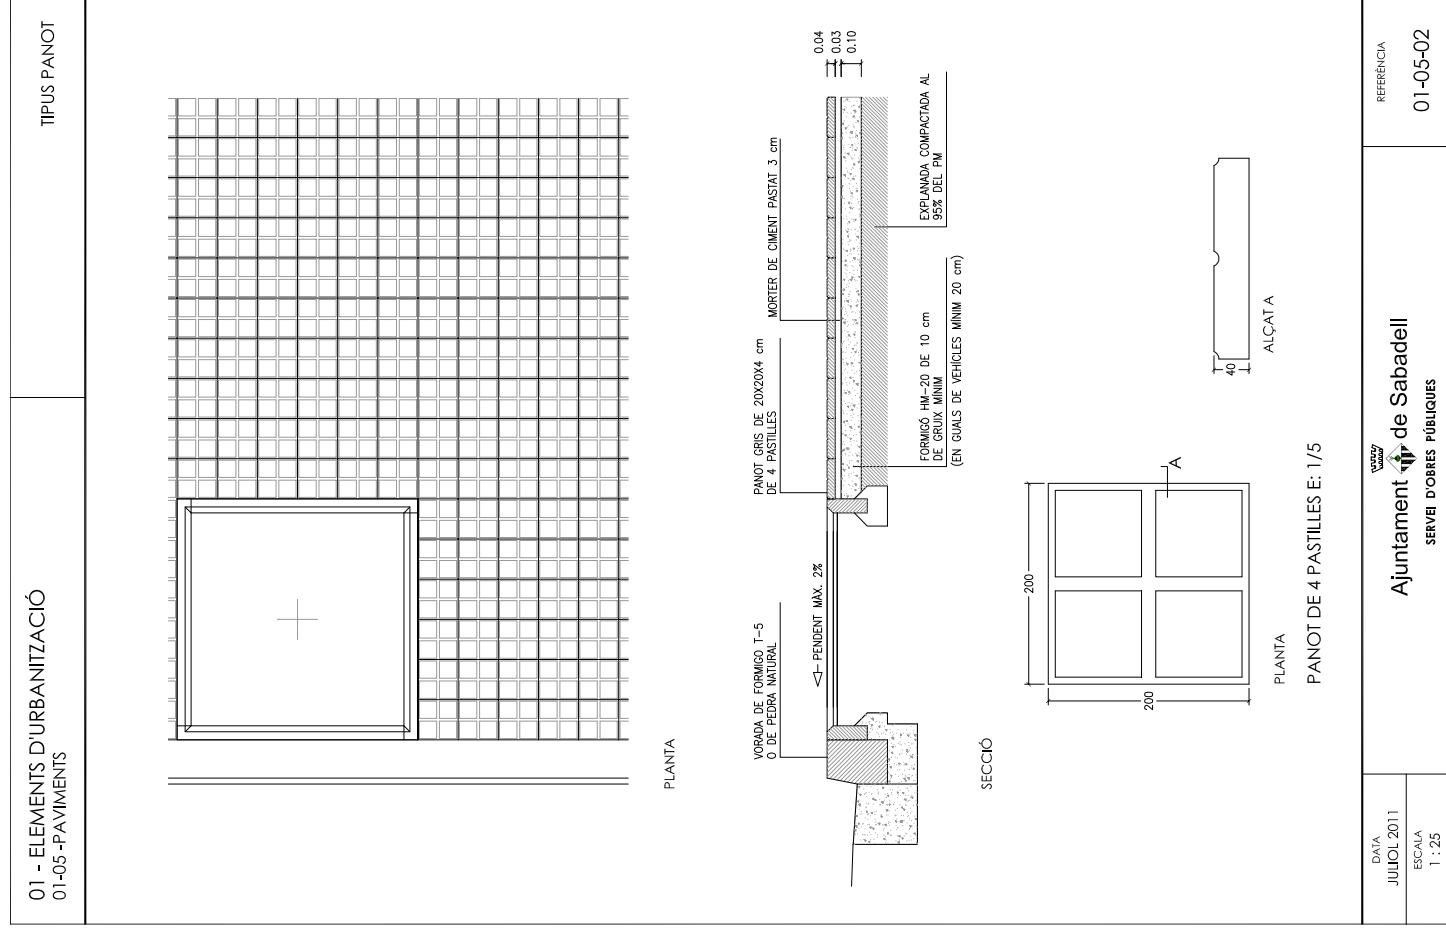 01 - ELEMENTS D'URBANITZACIÓ
01-05 -PAVIMENTS
TIPUS PANOT
PLANTA
VORADA DE FORMIGO T-5
O DE PEDRA NATURAL
PANOT GRIS DE 20X20X4 cm
DE 4 PASTILLES
MORTER DE CIMENT PASTAT 3 cm
0.04
0.03
0.10
PENDENT MÀX. 2%
FORMIGÓ HM-20 DE 10 cm
DE GRUIX MÍNIM
(EN GUALS DE VEHÍCLES MÍNIM 20 cm)
EXPLANADA COMPACTADA AL
95% DEL PM
SECCIÓ
200
200
A
40
PLANTA
ALÇAT A
PANOT DE 4 PASTILLES E: 1/5
DATA
JULIOL 2011
ESCALA
1 : 25
Ajuntament de Sabadell
SERVEI D'OBRES PÚBLIQUES
REFERÈNCIA
01-05-02